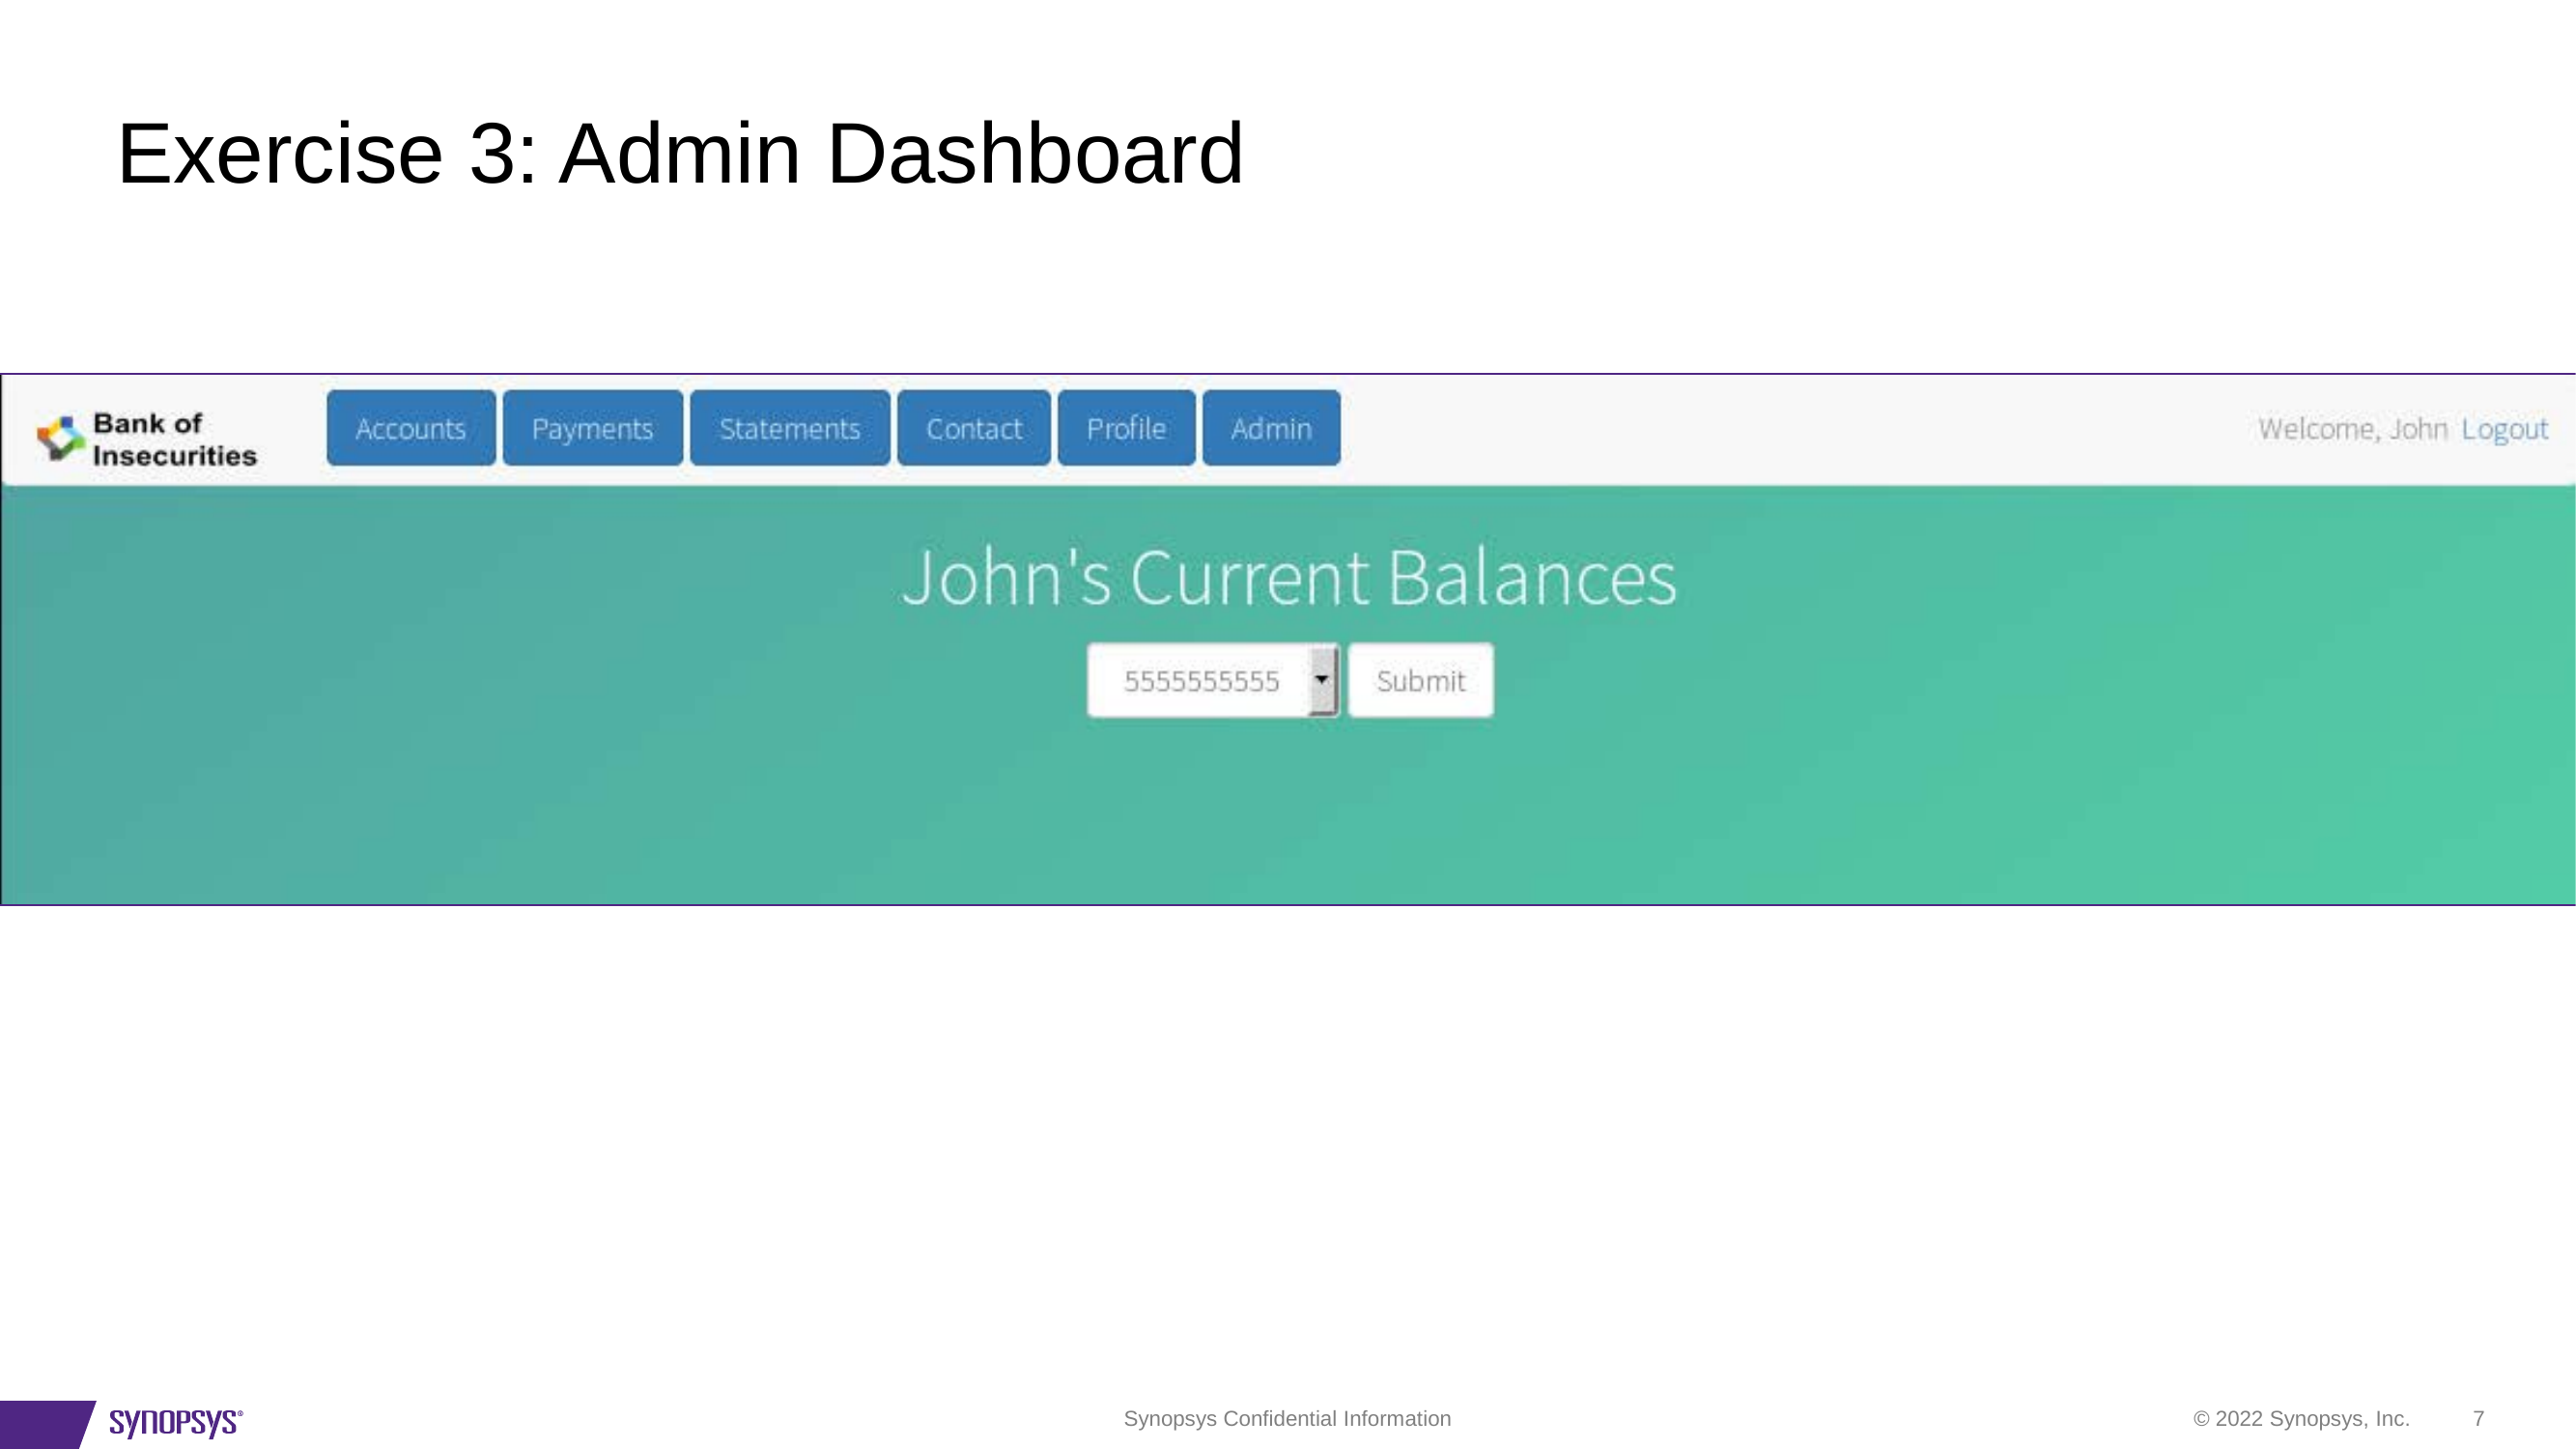 Exercise 3: Admin Dashboard
Bank of
Insecurities
Accounts Payments Statements Contact Profile Admin Welcome, John Logout
John's Current Balances
5555555555 Submit
SYNOPSYS®
Synopsys Confidential Information
© 2022 Synopsys, Inc. 7